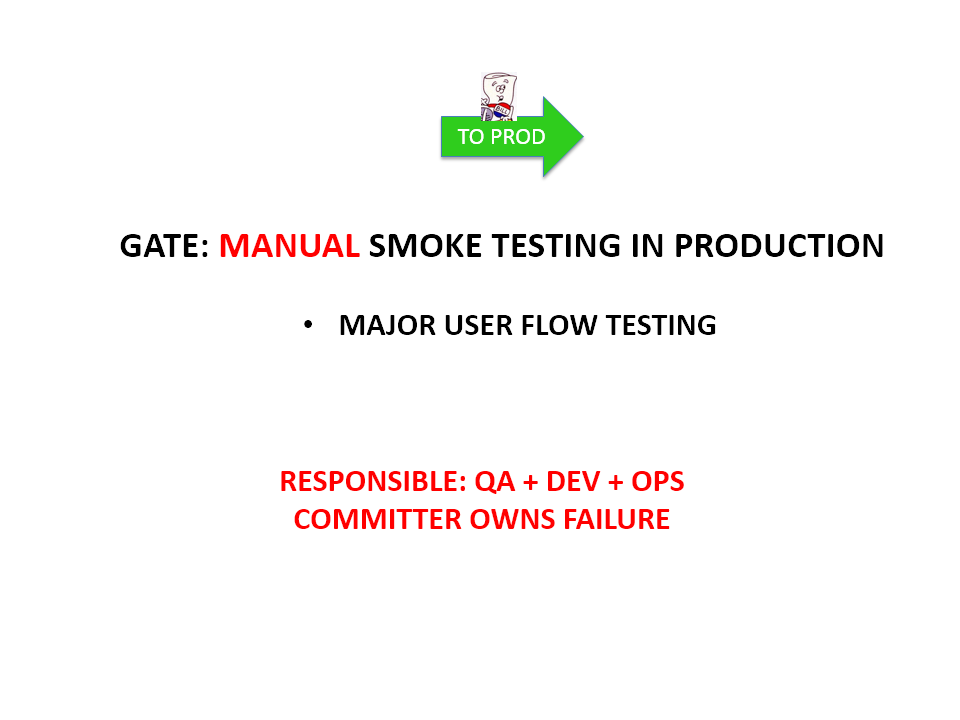 BILL
TO PROD
GATE: MANUAL SMOKE TESTING IN PRODUCTION
• MAJOR USER FLOW TESTING
RESPONSIBLE: QA + DEV + OPS
COMMITTER OWNS FAILURE